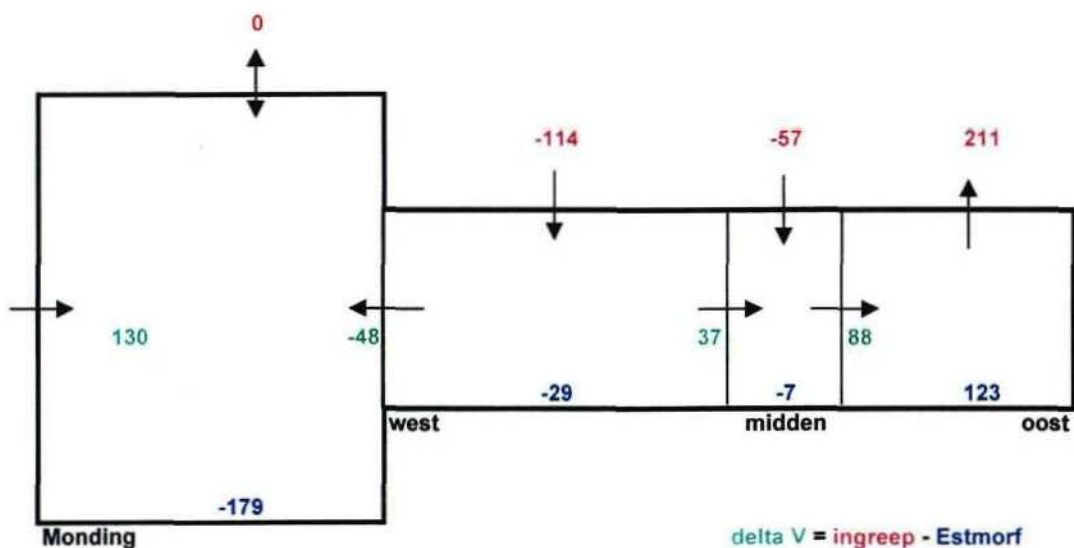 0
-114 -57 211
130 -48 37 88
-29 -7 123
west midden oost
-179
Monding
delta V = ingreep - Estmorf